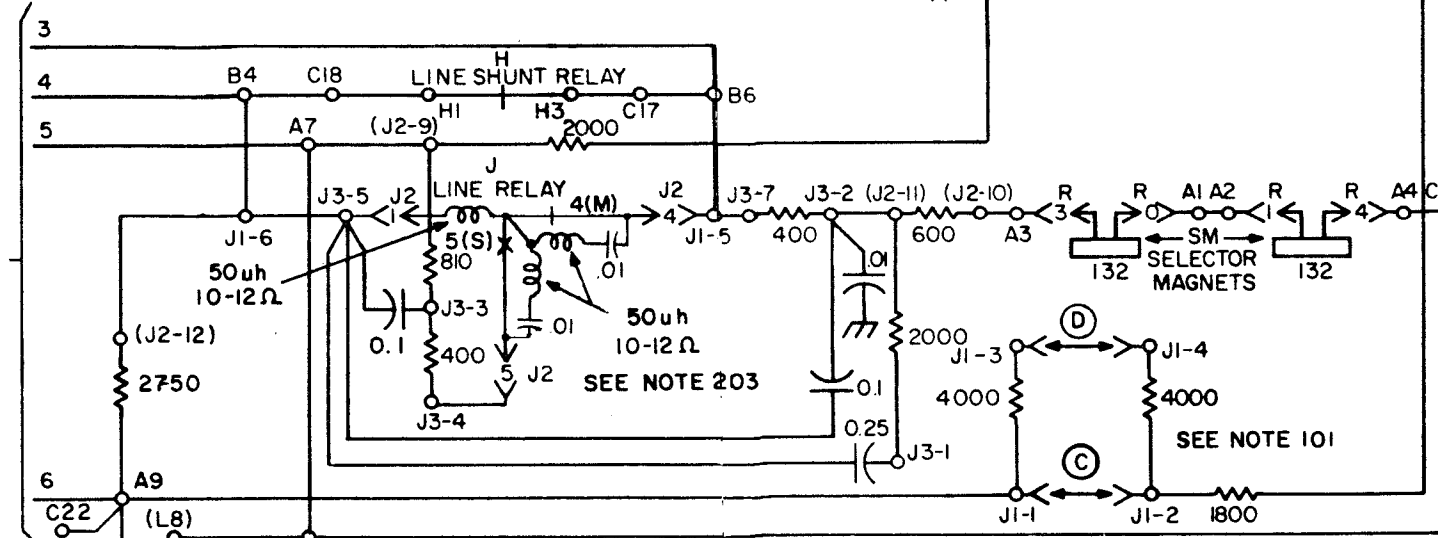 3
H
B4 C18 LINE SHUNT RELAY
4
H1 H3 C17 B6
5
A7 (J2-9) 2000
J
J3-5 J2 LINE RELAY 4(M) J2 J3-7 J3-2 (J2-11) (J2-10) R R A1 A2 R R A4 C
1 4 3 0 1 4
J1-6 5(S) J1-5 400 600 A3 SM
810 .01 .01 132 SELECTOR 132
50uh MAGNETS
10-12Ω
J3-3 50uh
(J2-12) 0.1 .01 10-12Ω 2000 D
J1-3 J1-4
2750 400 5 J2 SEE NOTE 203 0.1 4000 4000
J3-4
0.25 SEE NOTE 101
J3-1 C
6 A9
C22 (L8) J1-1 J1-2 1800